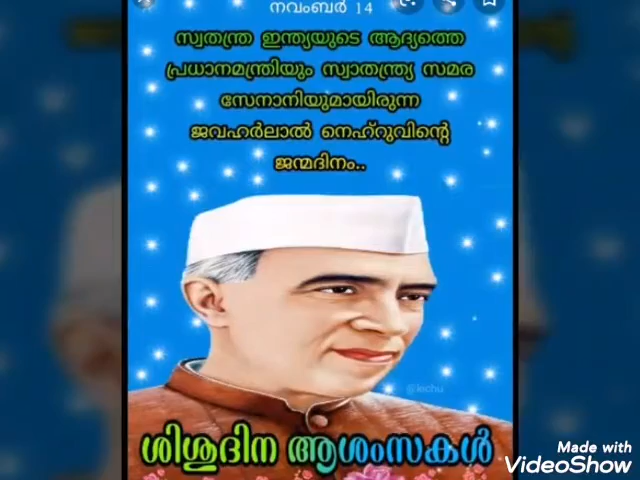 നവംബർ 14
സ്വതന്ത്ര ഇന്ത്യയുടെ ആദ്യത്തെ
പ്രധാനമന്ത്രിയും സ്വാതന്ത്ര്യ സമര
സേനാനിയുമായിരുന്ന
ജവഹർലാൽ നെഹ്റുവിന്റെ
ജന്മദിനം..
@lechu
ശിശുദിന ആശംസകൾ
Made with
VideoShow